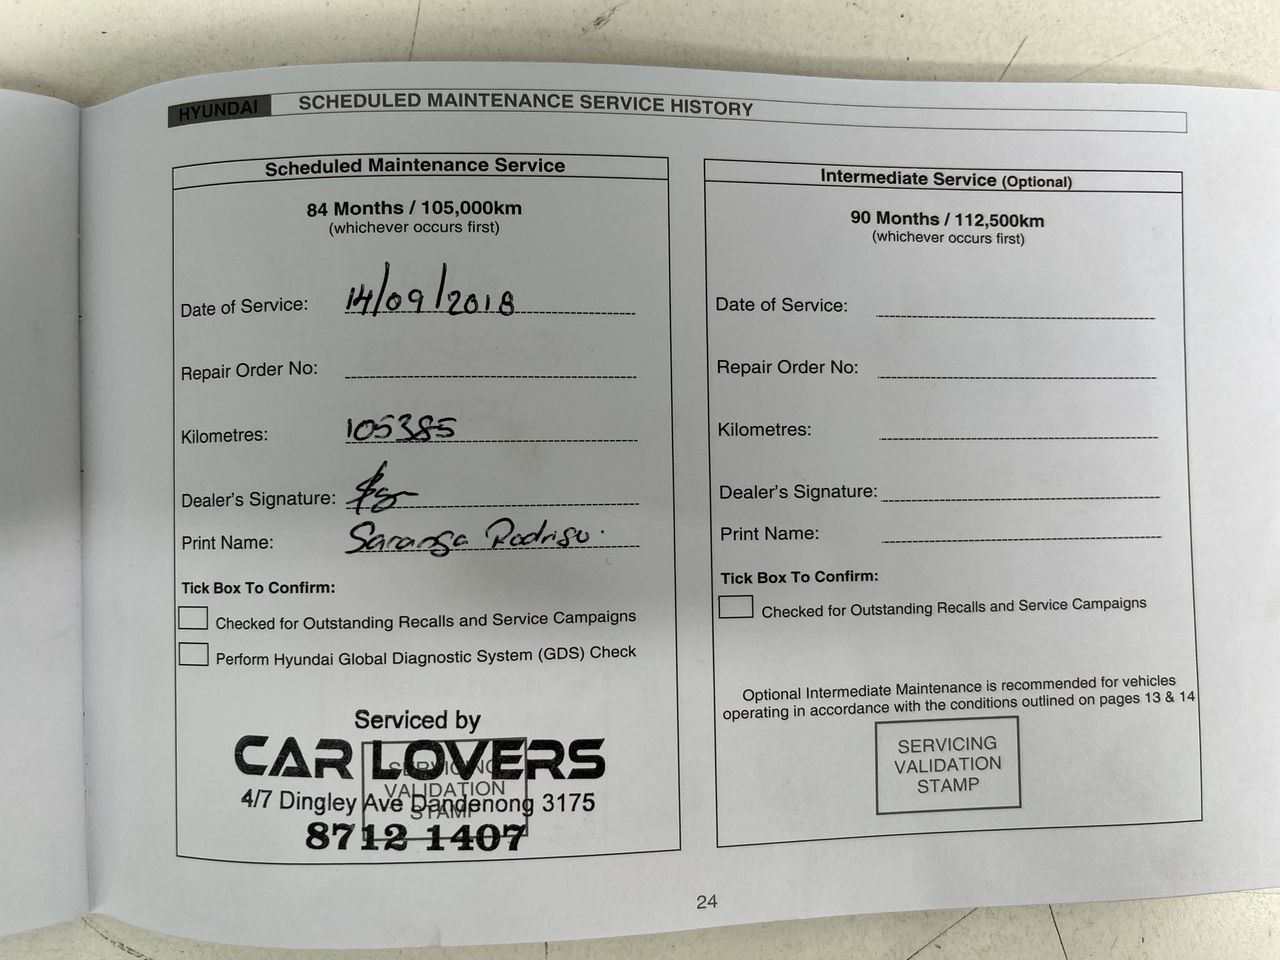 HYUNDAI
SCHEDULED MAINTENANCE SERVICE HISTORY
Scheduled Maintenance Service
84 Months / 105,000km
(whichever occurs first)
Date of Service: 14/09/2018
Repair Order No:
Kilometres: 105385
Dealer's Signature:
Print Name: Saranga Rodrigo.
Tick Box To Confirm:
Checked for Outstanding Recalls and Service Campaigns
Perform Hyundai Global Diagnostic System (GDS) Check
Serviced by
CAR LOVERS
4/7 Dingley Ave Dandenong 3175
8712 1407
SERVICING
VALIDATION
STAMP
Intermediate Service (Optional)
90 Months / 112,500km
(whichever occurs first)
Date of Service:
Repair Order No:
Kilometres:
Dealer's Signature:
Print Name:
Tick Box To Confirm:
Checked for Outstanding Recalls and Service Campaigns
Optional Intermediate Maintenance is recommended for vehicles
operating in accordance with the conditions outlined on pages 13 & 14
SERVICING
VALIDATION
STAMP
24